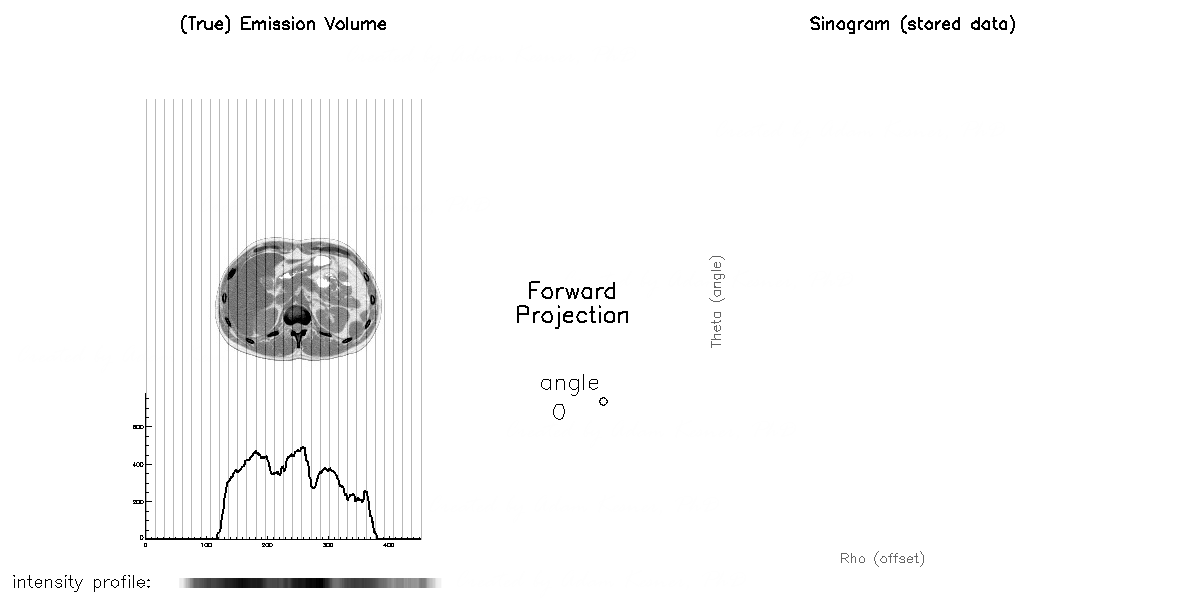 (True) Emission Volume
Sinogram (stored data)
Forward
Projection
Theta (angle)
angle
0 °
600
400
200
0
0 100 200 300 400
Rho (offset)
intensity profile: